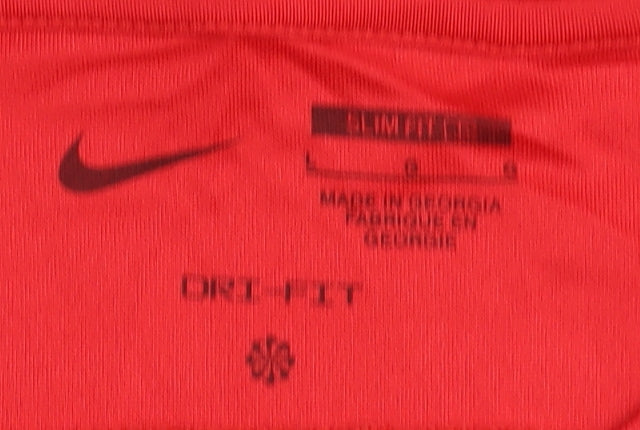 SLIM FIT
L G G
MADE IN GEORGIA
FABRIQUE EN
GEORGIE
DRI-FIT